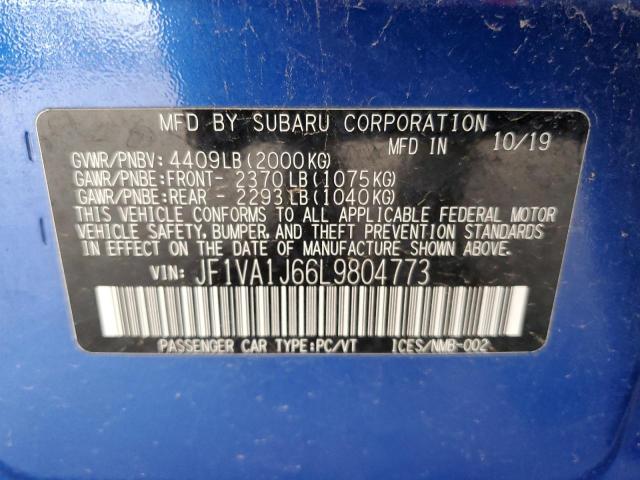 MFD BY SUBARU CORPORATION
MFD IN 10/19
GVWR/PNBV: 4409LB(2000KG)
GAWR/PNBE:FRONT- 2370LB(1075KG)
GAWR/PNBE:REAR - 2293LB(1040KG)
THIS VEHICLE CONFORMS TO ALL APPLICABLE FEDERAL MOTOR
VEHICLE SAFETY, BUMPER, AND THEFT PREVENTION STANDARDS
IN EFFECT ON THE DATE OF MANUFACTURE SHOWN ABOVE.
VIN: JF1VA1J66L9804773
PASSENGER CAR TYPE:PC/VT ICES/NMB-002